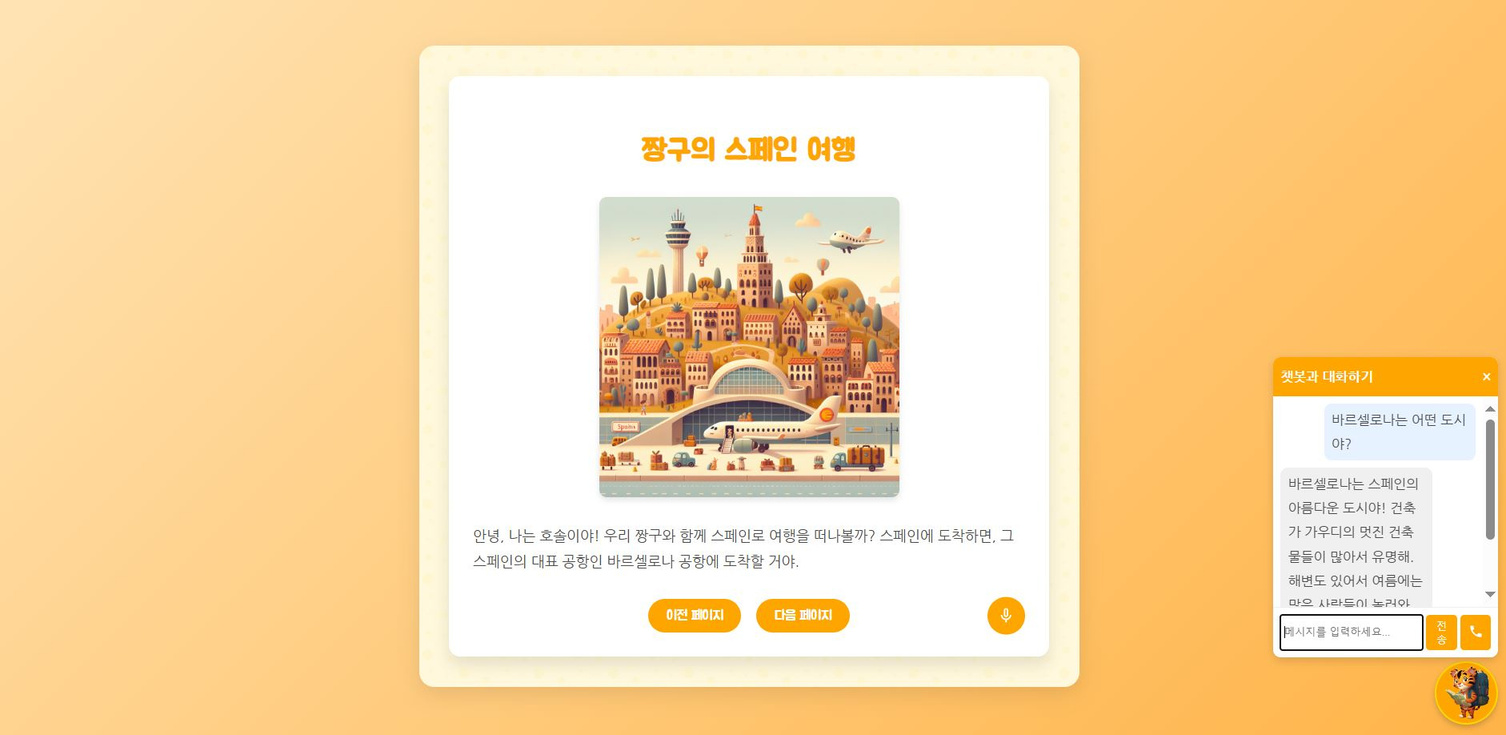 짱구의 스페인 여행
Spona
안녕, 나는 호솔이야! 우리 짱구와 함께 스페인로 여행을 떠나볼까? 스페인에 도착하면, 그
스페인의 대표 공항인 바르셀로나 공항에 도착할 거야.
이전 페이지
다음 페이지
챗봇과 대화하기
×
바르셀로나는 어떤 도시
야?
바르셀로나는 스페인의
아름다운 도시야! 건축
가 가우디의 멋진 건축
물들이 많아서 유명해.
해변도 있어서 여름에는
많은 사람들이 놀러와
메시지를 입력하세요...
전
송